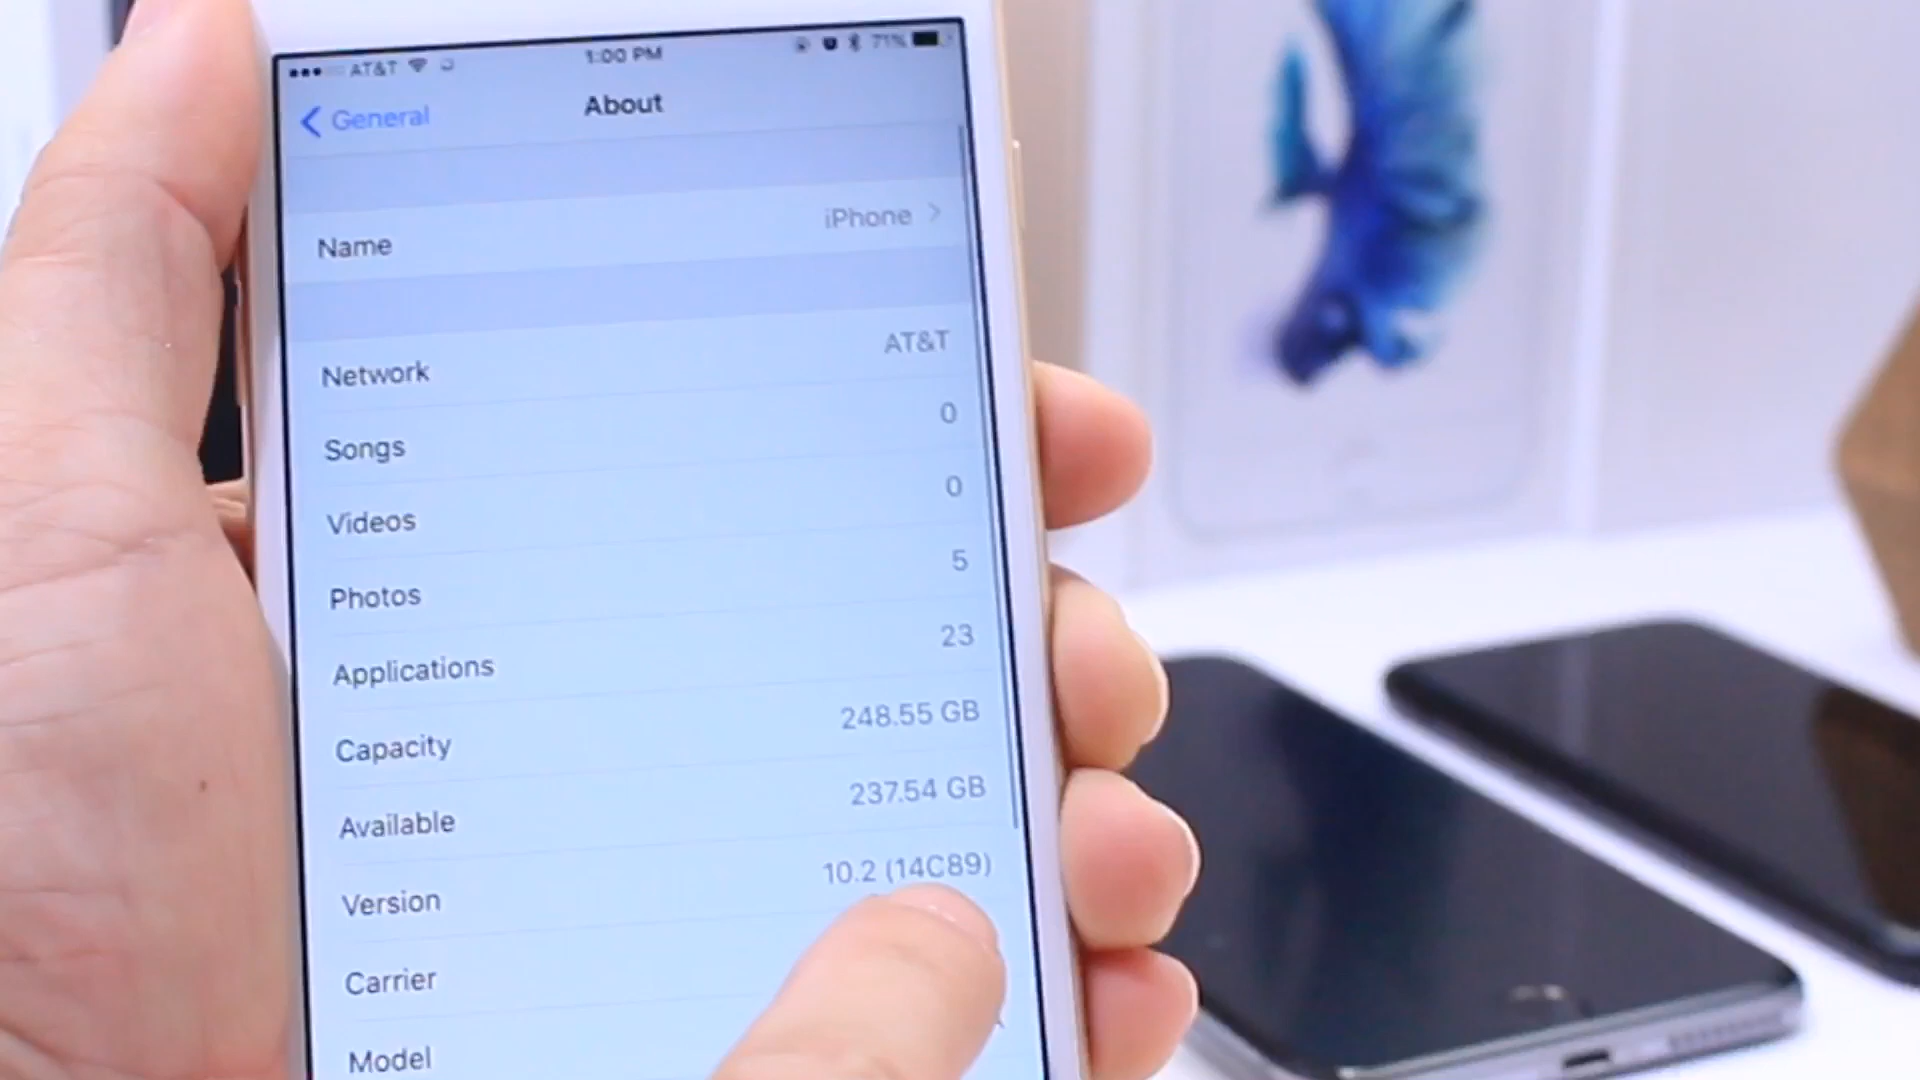 AT&T 1:00 PM 71%
General About
Name iPhone
Network AT&T
Songs 0
Videos 0
Photos 5
Applications 23
Capacity 248.55 GB
Available 237.54 GB
Version 10.2 (14C89)
Carrier
Model